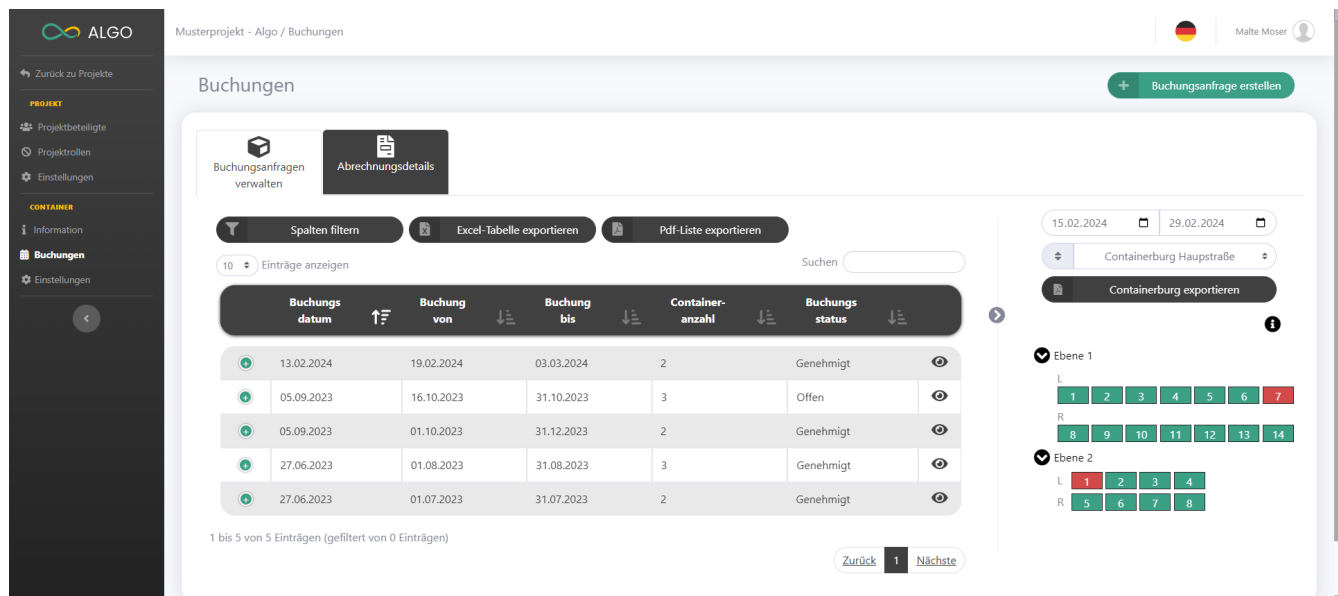 ALGO
Musterprojekt - Algo / Buchungen
Malte Moser
Zurück zu Projekte
PROJEKT
Projektbeteiligte
Projektrollen
Einstellungen
CONTAINER
Information
Buchungen
Einstellungen
Buchungen
+ Buchungsanfrage erstellen
Buchungsanfragen
verwalten
Abrechnungsdetails
Spalten filtern
Excel-Tabelle exportieren
Pdf-Liste exportieren
10 Einträge anzeigen
Suchen
Buchungs
datum
Buchung
von
Buchung
bis
Container-
anzahl
Buchungs
status
13.02.2024 19.02.2024 03.03.2024 2 Genehmigt
05.09.2023 16.10.2023 31.10.2023 3 Offen
05.09.2023 01.10.2023 31.12.2023 2 Genehmigt
27.06.2023 01.08.2023 31.08.2023 3 Genehmigt
27.06.2023 01.07.2023 31.07.2023 2 Genehmigt
1 bis 5 von 5 Einträgen (gefiltert von 0 Einträgen)
Zurück 1 Nächste
15.02.2024 29.02.2024
Containerburg Haupstraße
Containerburg exportieren
Ebene 1
L
1 2 3 4 5 6 7
R
8 9 10 11 12 13 14
Ebene 2
L 1 2 3 4
R 5 6 7 8